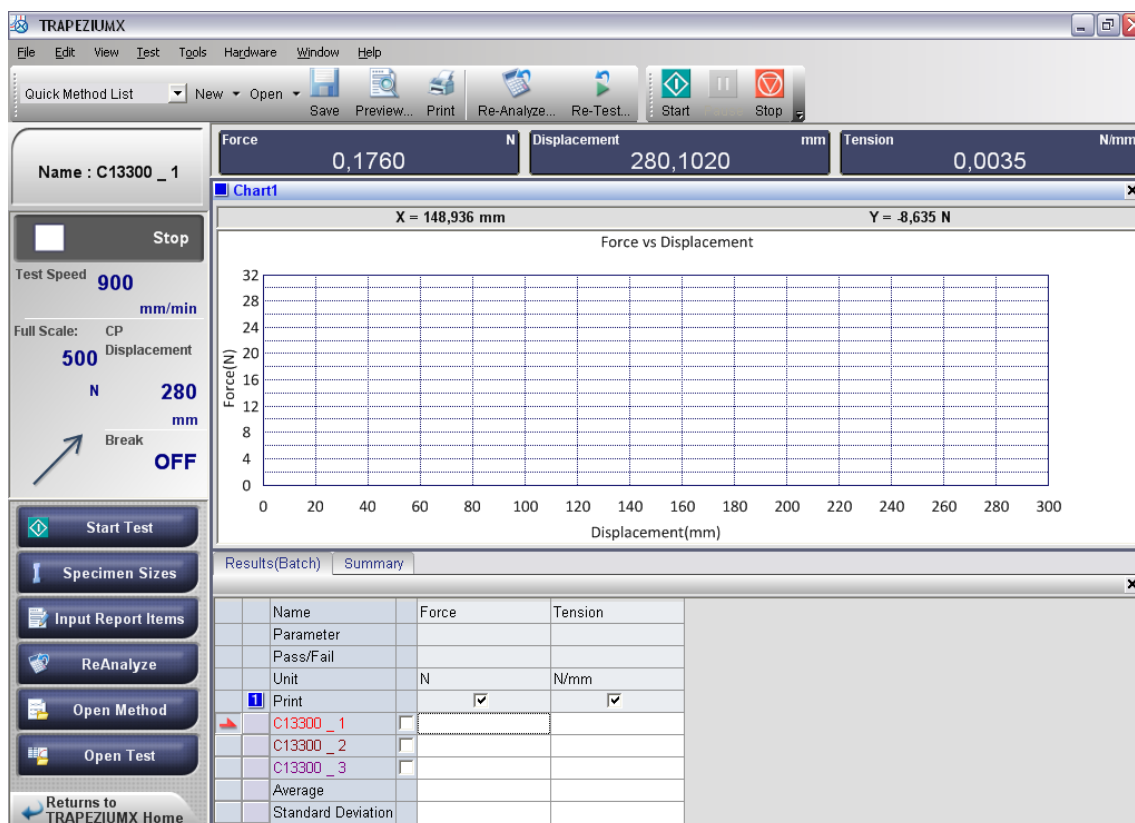 TRAPEZIUMX
File Edit View Test Tools Hardware Window Help
Quick Method List New Open Save Preview... Print Re-Analyze... Re-Test... Start Stop
Name : C13300 _ 1
Force N Displacement mm Tension N/mm
0,1760 280,1020 0,0035
Chart1
X = 148,936 mm Y = -8,635 N
Stop
Test Speed 900
mm/min
Full Scale: CP
500 Displacement
N 280
mm
Break
OFF
Force vs Displacement
32
28
24
20
16
12
8
4
0
Force(N)
0 20 40 60 80 100 120 140 160 180 200 220 240 260 280 300
Displacement(mm)
Start Test
Specimen Sizes
Input Report Items
ReAnalyze
Open Method
Open Test
Returns to
TRAPEZIUMX Home
Results(Batch) Summary
Name Force Tension
Parameter
Pass/Fail
Unit N N/mm
1 Print
C13300 _ 1
C13300 _ 2
C13300 _ 3
Average
Standard Deviation